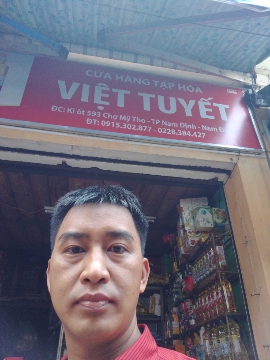 CỬA HÀNG TẠP HÓA
VIỆT TUYẾT
ĐC: Ki ốt 593 Chợ Mỹ Tho - TP Nam Định - Nam
ĐT: 0915.302.877 - 0228.384.427